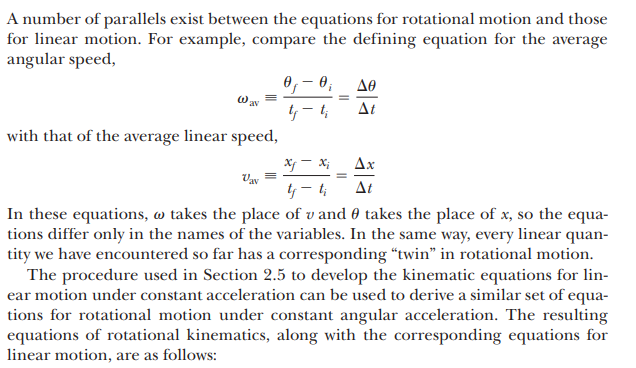 A number of parallels exist between the equations for rotational motion and those
for linear motion. For example, compare the defining equation for the average
angular speed,
ω_av ≡ (θ_f − θ_i)/(t_f − t_i) = Δθ/Δt
with that of the average linear speed,
v_av ≡ (x_f − x_i)/(t_f − t_i) = Δx/Δt
In these equations, ω takes the place of v and θ takes the place of x, so the equa-
tions differ only in the names of the variables. In the same way, every linear quan-
tity we have encountered so far has a corresponding “twin” in rotational motion.
The procedure used in Section 2.5 to develop the kinematic equations for lin-
ear motion under constant acceleration can be used to derive a similar set of equa-
tions for rotational motion under constant angular acceleration. The resulting
equations of rotational kinematics, along with the corresponding equations for
linear motion, are as follows: